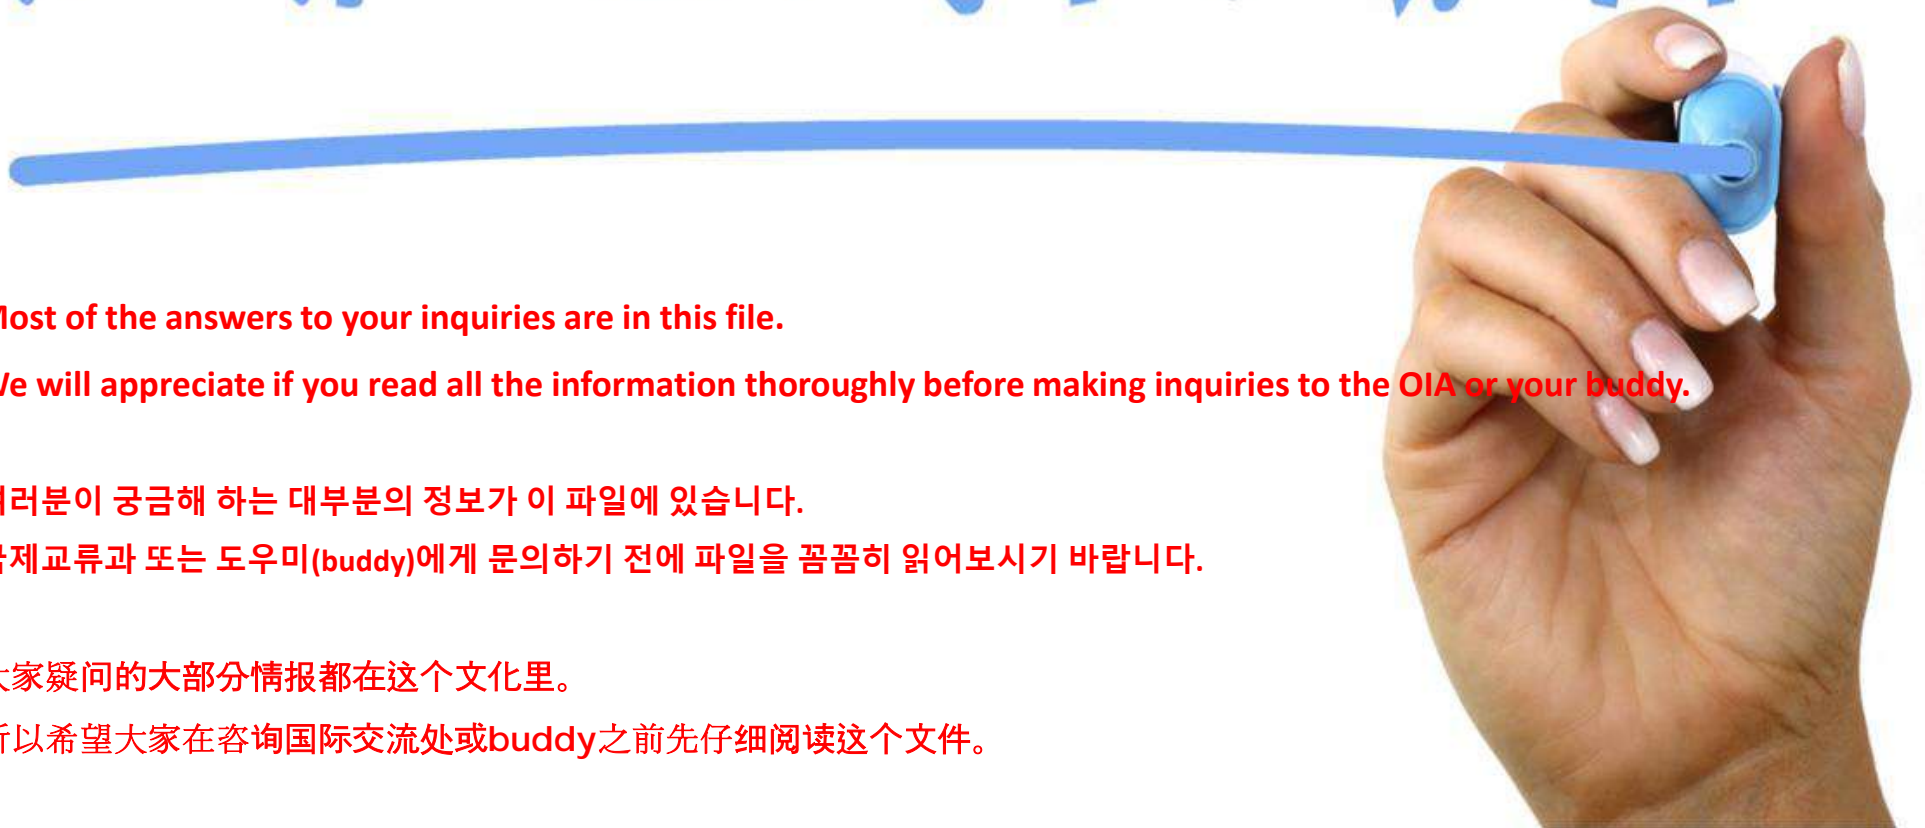 Most of the answers to your inquiries are in this file.
We will appreciate if you read all the information thoroughly before making inquiries to the OIA or your buddy.
여러분이 궁금해 하는 대부분의 정보가 이 파일에 있습니다.
국제교류과 또는 도우미(buddy)에게 문의하기 전에 파일을 꼼꼼히 읽어보시기 바랍니다.
大家疑问的大部分情报都在这个文化里。
所以希望大家在咨询国际交流处或buddy之前先仔细阅读这个文件。